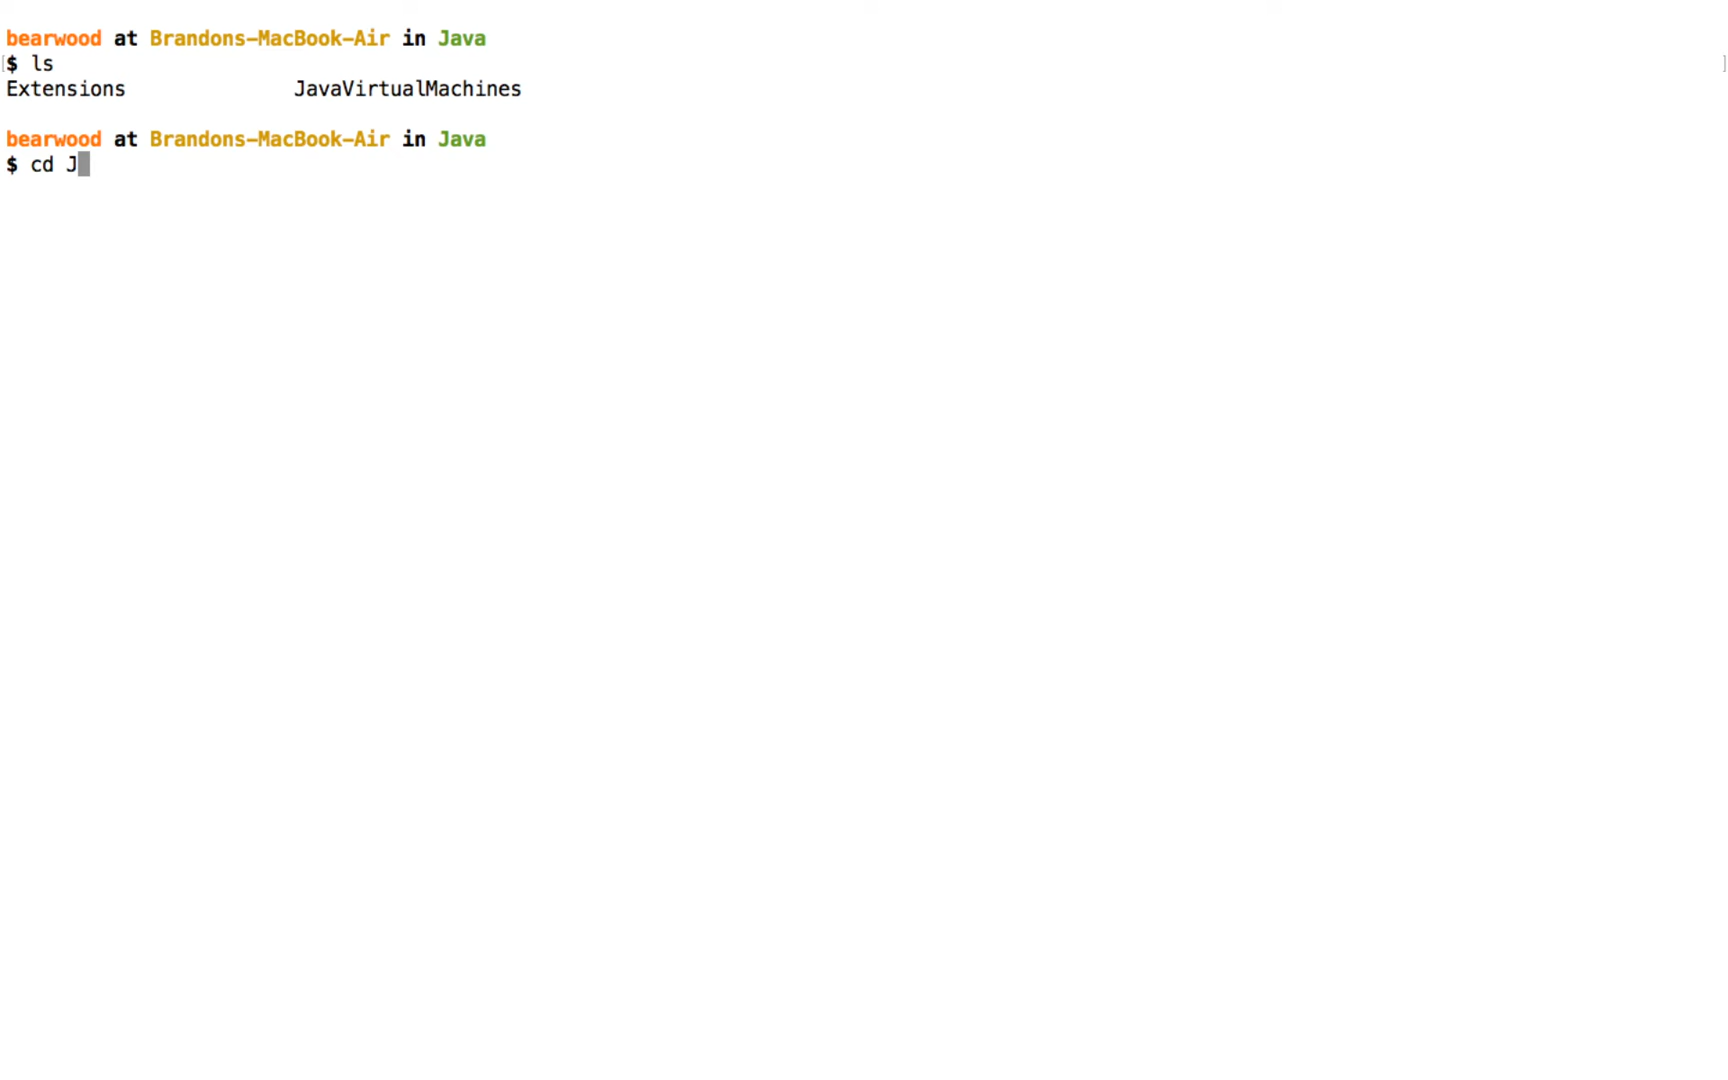 bearwood at Brandons-MacBook-Air in Java
[$ ls ]
Extensions JavaVirtualMachines
bearwood at Brandons-MacBook-Air in Java
$ cd J